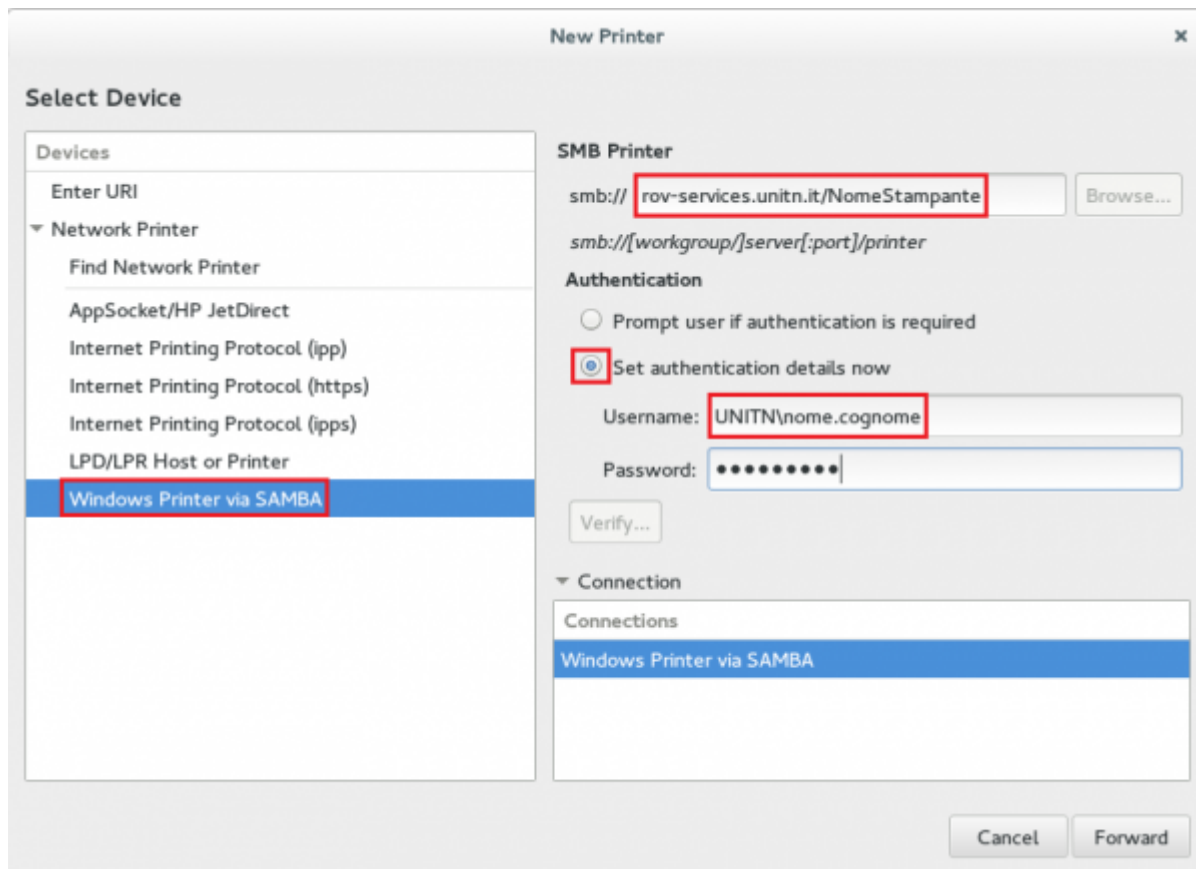 New Printer
Select Device
Devices
Enter URI
Network Printer
Find Network Printer
AppSocket/HP JetDirect
Internet Printing Protocol (ipp)
Internet Printing Protocol (https)
Internet Printing Protocol (ipps)
LPD/LPR Host or Printer
Windows Printer via SAMBA
SMB Printer
smb:// rov-services.unitn.it/NomeStampante Browse...
smb://[workgroup/]server[:port]/printer
Authentication
Prompt user if authentication is required
Set authentication details now
Username: UNITN\nome.cognome
Password: ●●●●●●●●●
Verify...
Connection
Connections
Windows Printer via SAMBA
Cancel Forward